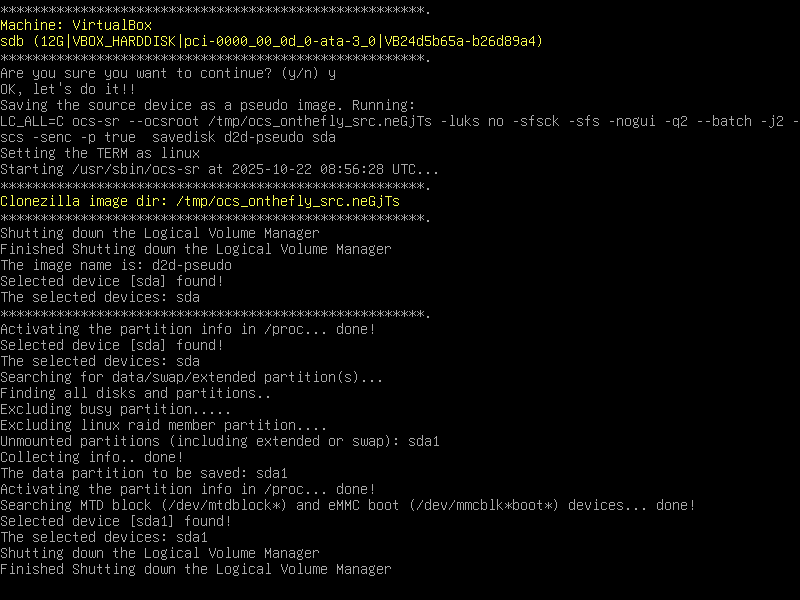 *****************************************************.
Machine: VirtualBox
sdb (12G|VBOX_HARDDISK|pci-0000_00_0d_0-ata-3_0|VB24d5b65a-b26d89a4)
*****************************************************.
Are you sure you want to continue? (y/n) y
OK, let's do it!!
Saving the source device as a pseudo image. Running:
LC_ALL=C ocs-sr --ocsroot /tmp/ocs_onthefly_src.neGjTs -luks no -sfsck -sfs -nogui -q2 --batch -j2 -
scs -senc -p true  savedisk d2d-pseudo sda
Setting the TERM as linux
Starting /usr/sbin/ocs-sr at 2025-10-22 08:56:28 UTC...
*****************************************************.
Clonezilla image dir: /tmp/ocs_onthefly_src.neGjTs
*****************************************************.
Shutting down the Logical Volume Manager
Finished Shutting down the Logical Volume Manager
The image name is: d2d-pseudo
Selected device [sda] found!
The selected devices: sda
*****************************************************.
Activating the partition info in /proc... done!
Selected device [sda] found!
The selected devices: sda
Searching for data/swap/extended partition(s)...
Finding all disks and partitions..
Excluding busy partition.....
Excluding linux raid member partition....
Unmounted partitions (including extended or swap): sda1
Collecting info.. done!
The data partition to be saved: sda1
Activating the partition info in /proc... done!
Searching MTD block (/dev/mtdblock*) and eMMC boot (/dev/mmcblk*boot*) devices... done!
Selected device [sda1] found!
The selected devices: sda1
Shutting down the Logical Volume Manager
Finished Shutting down the Logical Volume Manager